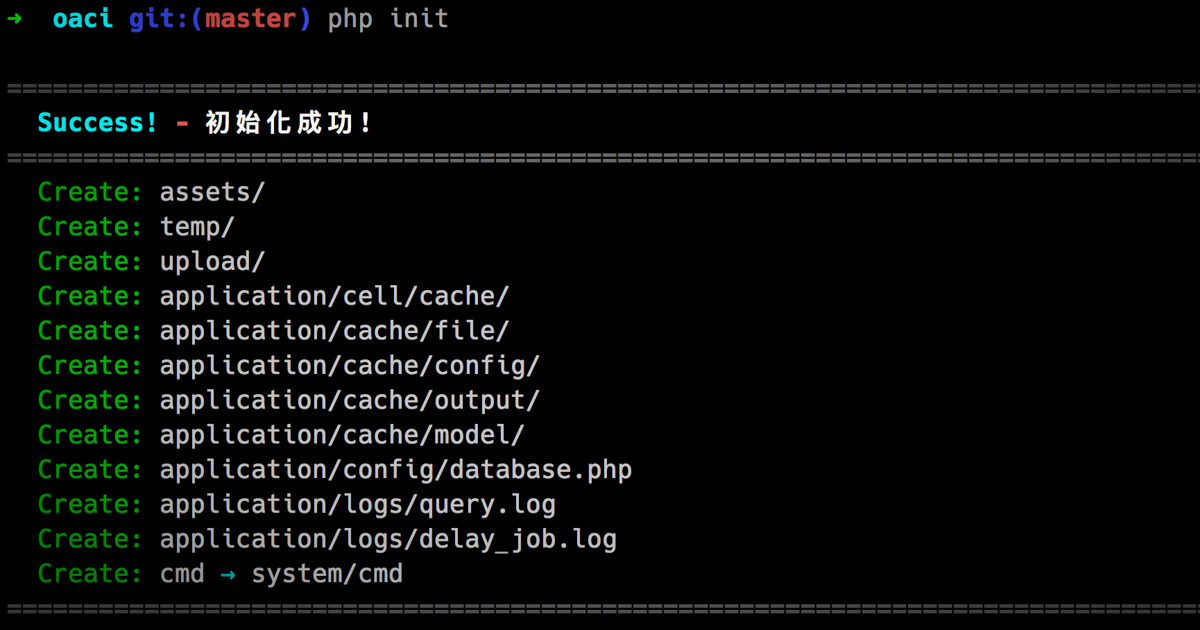 ➜ oaci git:(master) php init
================================================================================
Success! - 初始化成功！
================================================================================
Create: assets/
Create: temp/
Create: upload/
Create: application/cell/cache/
Create: application/cache/file/
Create: application/cache/config/
Create: application/cache/output/
Create: application/cache/model/
Create: application/config/database.php
Create: application/logs/query.log
Create: application/logs/delay_job.log
Create: cmd → system/cmd
================================================================================